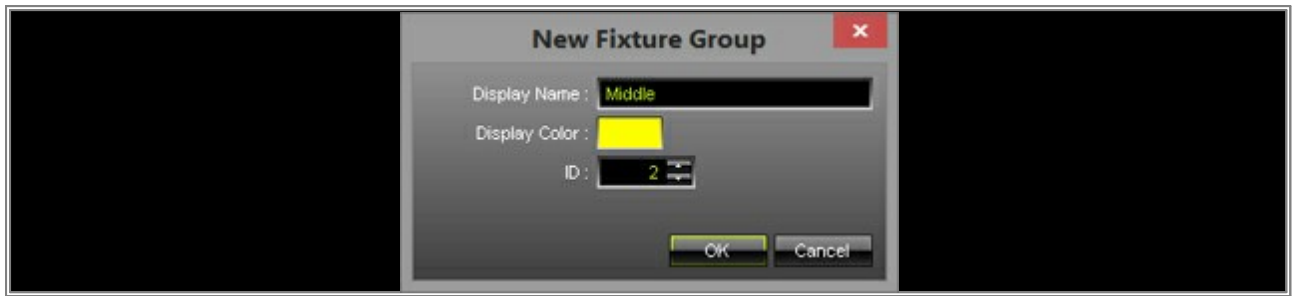 New Fixture Group
Display Name : Middle
Display Color :
ID : 2
OK Cancel